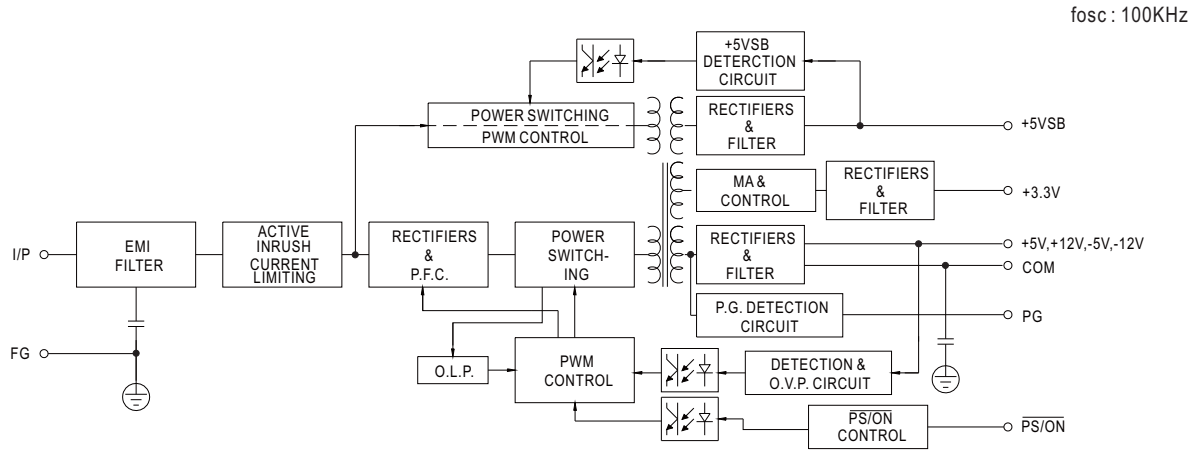 fosc : 100KHz
+5VSB
DETERCTION
CIRCUIT
POWER SWITCHING
PWM CONTROL
RECTIFIERS
&
FILTER
+5VSB
MA &
CONTROL
RECTIFIERS
&
FILTER
+3.3V
I/P
EMI
FILTER
ACTIVE
INRUSH
CURRENT
LIMITING
RECTIFIERS
&
P.F.C.
POWER
SWITCH-
ING
RECTIFIERS
&
FILTER
+5V,+12V,-5V,-12V
COM
P.G. DETECTION
CIRCUIT
PG
FG
O.L.P.
PWM
CONTROL
DETECTION &
O.V.P. CIRCUIT
PS/ON
CONTROL
PS/ON